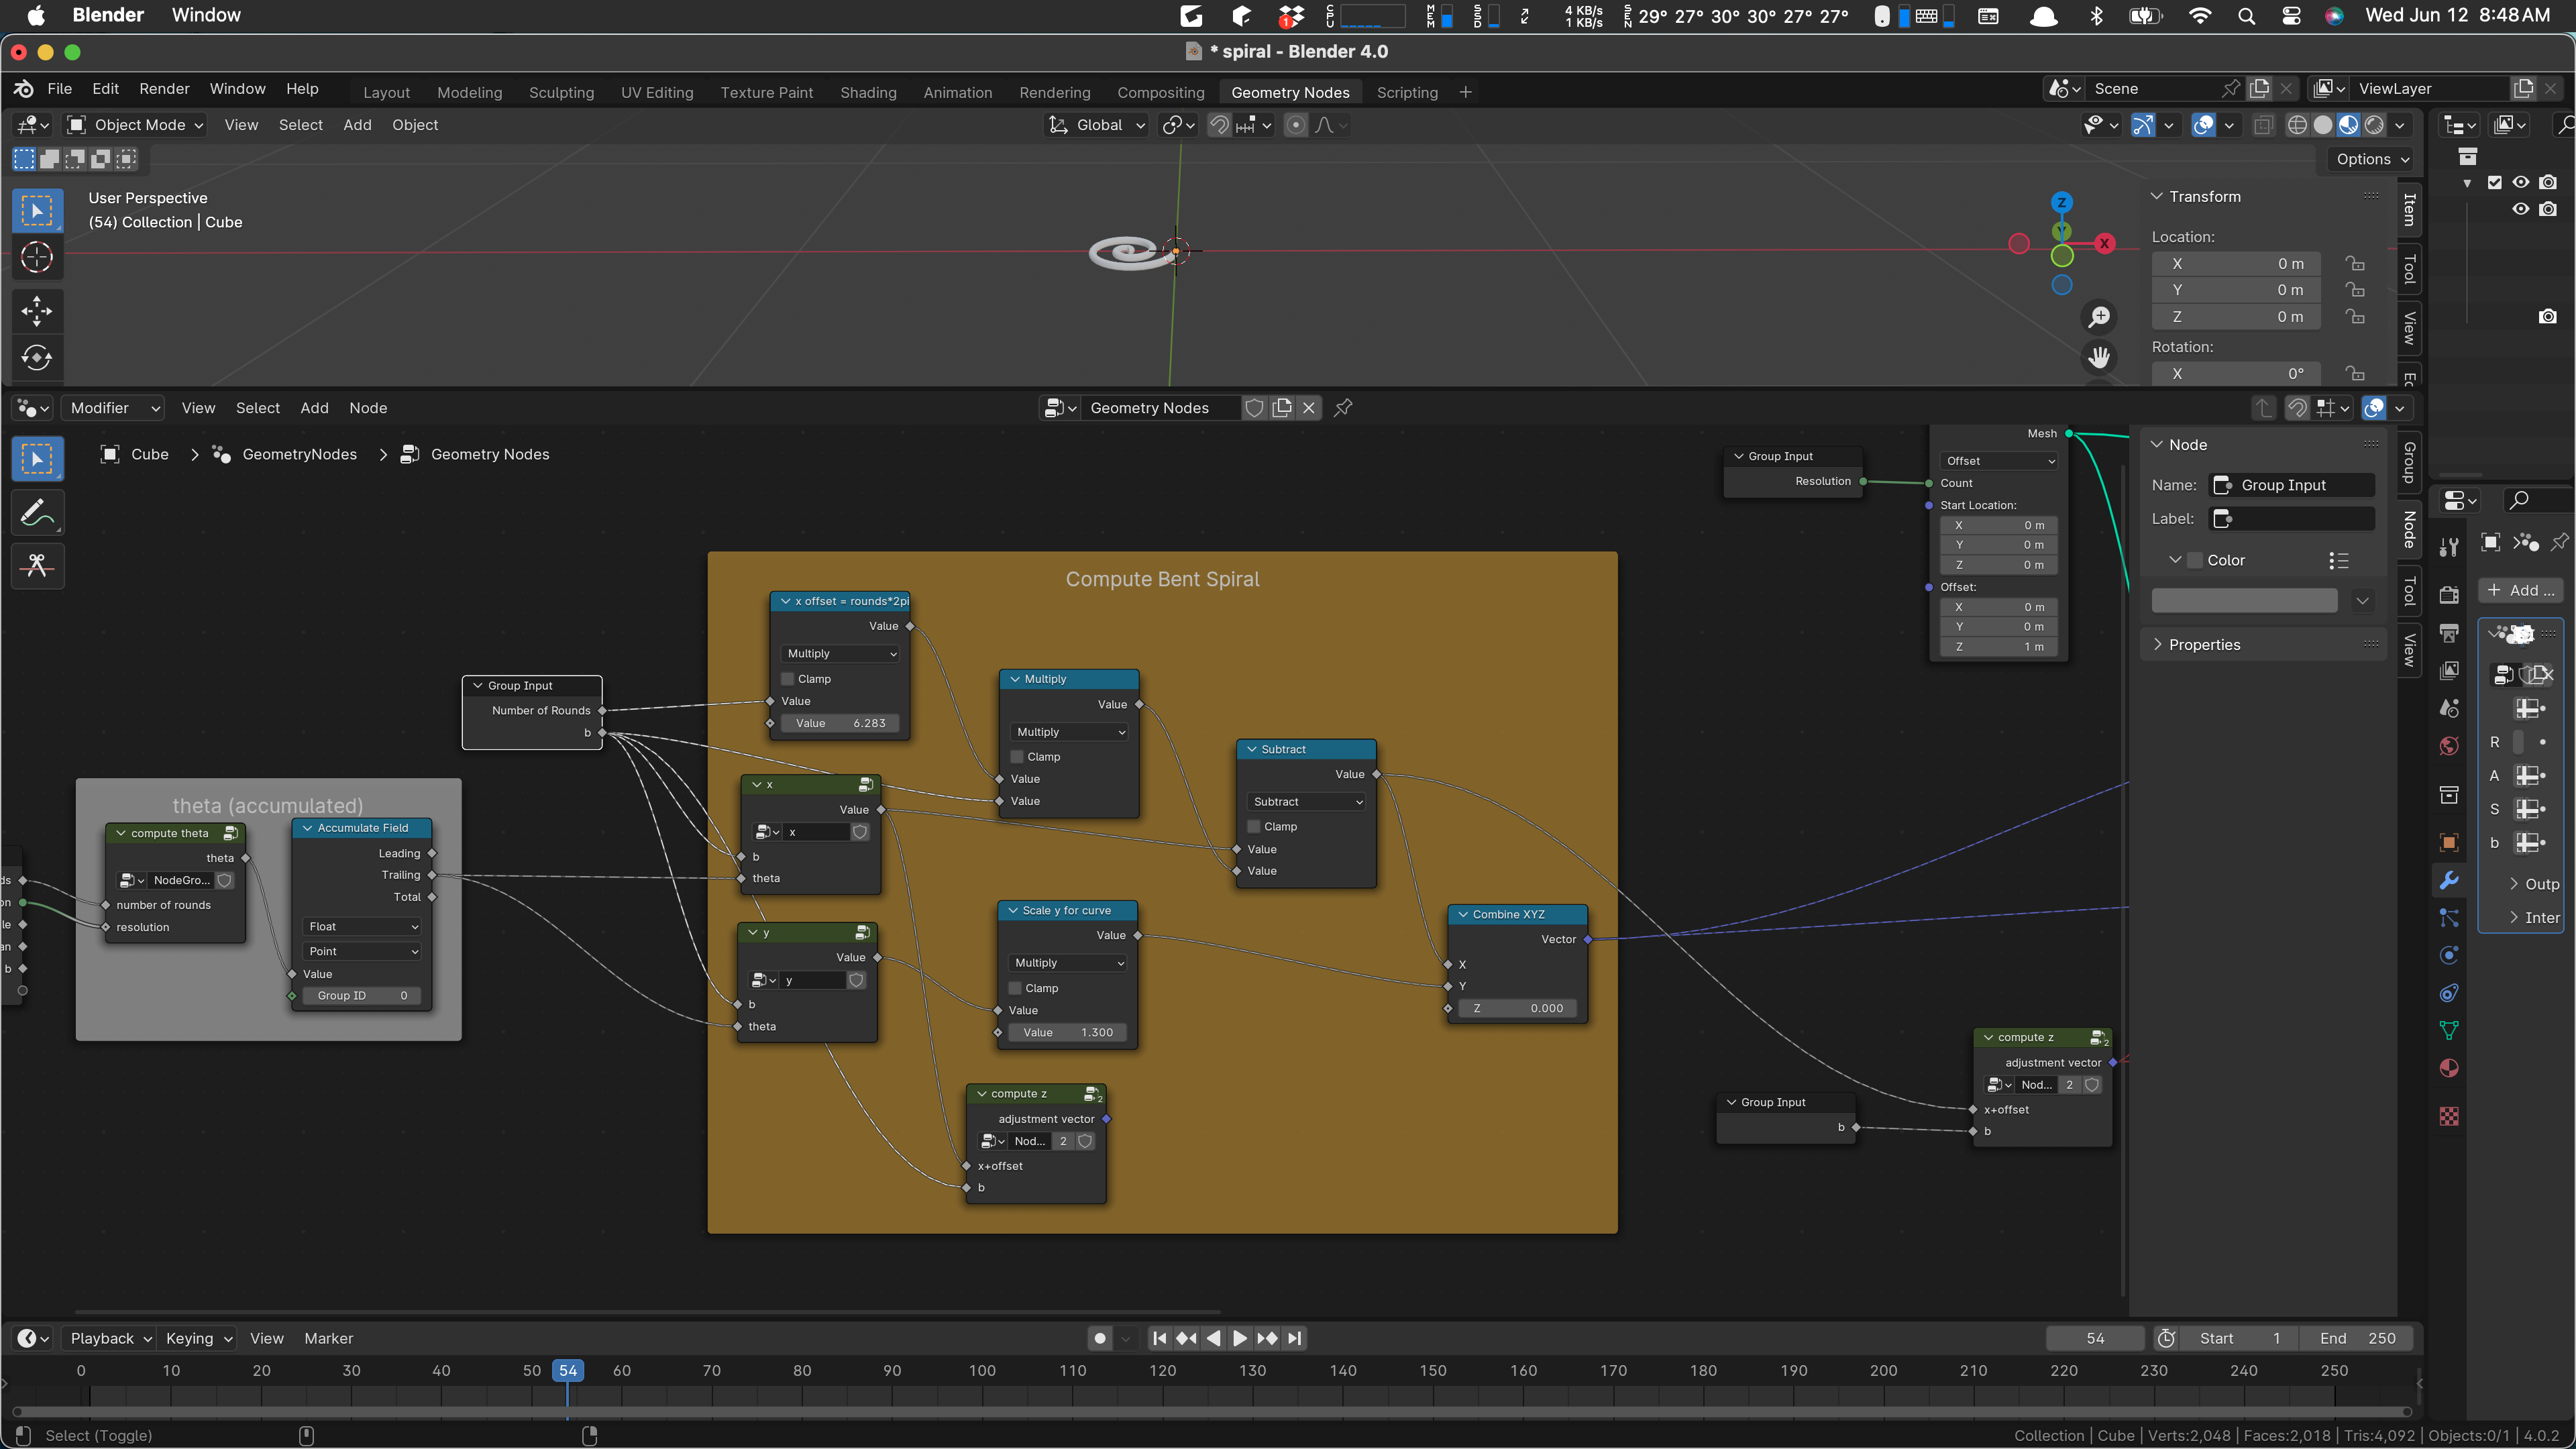 Blender Window
CPU MEM SSD 4 KB/s 1 KB/s SEN 29° 27° 30° 30° 27° 27° Wed Jun 12 8:48AM
1
* spiral - Blender 4.0
File Edit Render Window Help Layout Modeling Sculpting UV Editing Texture Paint Shading Animation Rendering Compositing Geometry Nodes Scripting + Scene ViewLayer
Object Mode View Select Add Object Global
Options
User Perspective
(54) Collection | Cube
Z
X
Transform
Location:
X 0 m
Y 0 m
Z 0 m
Rotation:
X 0°
Item
Tool
View
Modifier View Select Add Node Geometry Nodes
Cube > GeometryNodes > Geometry Nodes
Group Input
Resolution
Mesh
Offset
Count
Start Location:
X 0 m
Y 0 m
Z 0 m
Offset:
X 0 m
Y 0 m
Z 1 m
Node
Name: Group Input
Label:
Color
Properties
Group
Node
Tool
View
+ Add ...
R
A
S
b
Outp
Inter
Compute Bent Spiral
x offset = rounds*2pi
Value
Multiply
Clamp
Value
Value 6.283
Group Input
Number of Rounds
b
Multiply
Value
Multiply
Clamp
Value
Value
Subtract
Value
Subtract
Clamp
Value
Value
x
Value
x
b
theta
theta (accumulated)
compute theta
theta
NodeGro...
number of rounds
resolution
Accumulate Field
Leading
Trailing
Total
Float
Point
Value
Group ID 0
ds
on
le
an
b
y
Value
y
b
theta
Scale y for curve
Value
Multiply
Clamp
Value
Value 1.300
Combine XYZ
Vector
X
Y
Z 0.000
compute z
2
adjustment vector
Nod... 2
x+offset
b
Group Input
b
compute z
2
adjustment vector
Nod... 2
x+offset
b
Playback Keying View Marker 54 Start 1 End 250
0 10 20 30 40 50 54 60 70 80 90 100 110 120 130 140 150 160 170 180 190 200 210 220 230 240 250
Select (Toggle) Collection | Cube | Verts:2,048 | Faces:2,018 | Tris:4,092 | Objects:0/1 | 4.0.2